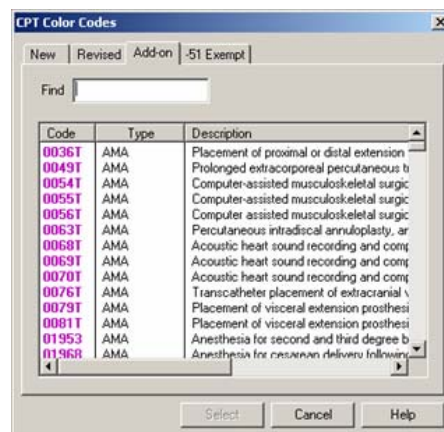 CPT Color Codes
New Revised Add-on -51 Exempt
Find
Code Type Description
0036T AMA Placement of proximal or distal extension
0049T AMA Prolonged extracorporeal percutaneous
0054T AMA Computer-assisted musculoskeletal surgic
0055T AMA Computer-assisted musculoskeletal surgic
0056T AMA Computer assisted musculoskeletal surgic
0063T AMA Percutaneous intradiscal annuloplasty, ar
0068T AMA Acoustic heart sound recording and comp
0069T AMA Acoustic heart sound recording and comp
0070T AMA Acoustic heart sound recording and comp
0076T AMA Transcatheter placement of extracranial v
0079T AMA Placement of visceral extension prosthesi
0081T AMA Placement of visceral extension prosthesi
01953 AMA Anesthesia for second and third degree b
01968 AMA Anesthesia for cesarean delivery following
Select Cancel Help